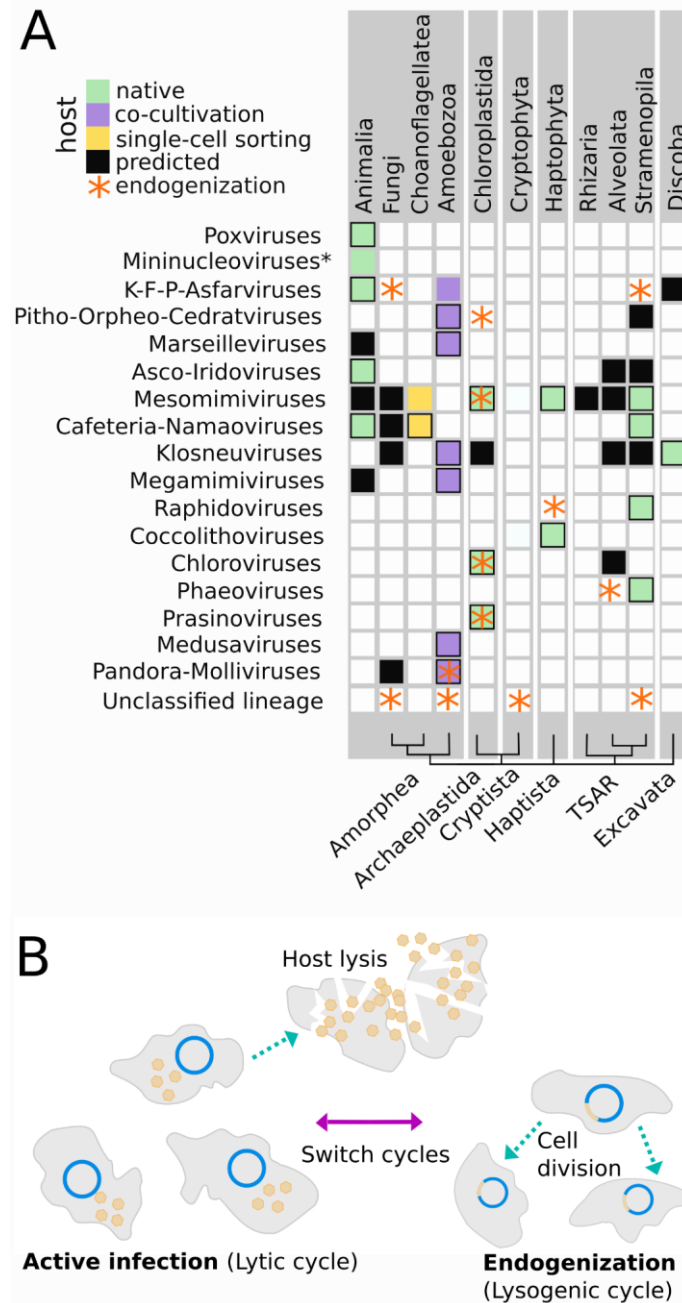 A
host
native
co-cultivation
single-cell sorting
predicted
endogenization
Animalia
Fungi
Choanoflagellatea
Amoebozoa
Chloroplastida
Cryptophyta
Haptophyta
Rhizaria
Alveolata
Stramenopila
Discoba
Poxviruses
Mininucleoviruses*
K-F-P-Asfarviruses
Pitho-Orpheo-Cedratviruses
Marseilleviruses
Asco-Iridoviruses
Mesomimiviruses
Cafeteria-Namaoviruses
Klosneuviruses
Megamimiviruses
Raphidoviruses
Coccolithoviruses
Chloroviruses
Phaeoviruses
Prasinoviruses
Medusaviruses
Pandora-Molliviruses
Unclassified lineage
Amorphea
Archaeplastida
Cryptista
Haptista
TSAR
Excavata
B
Host lysis
Switch cycles
Cell
division
Active infection (Lytic cycle)
Endogenization
(Lysogenic cycle)